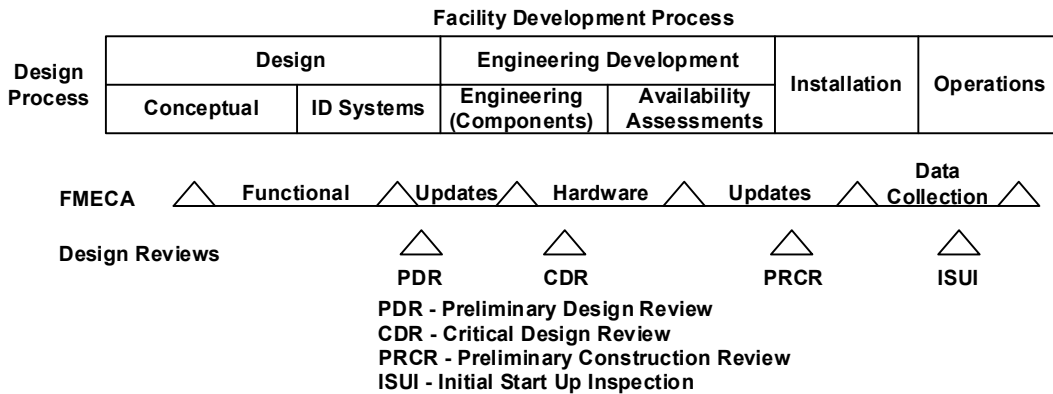 Facility Development Process
Design Process
Design
Engineering Development
Installation
Operations
Conceptual
ID Systems
Engineering (Components)
Availability Assessments
FMECA
Functional
Updates
Hardware
Updates
Data Collection
Design Reviews
PDR
CDR
PRCR
ISUI
PDR - Preliminary Design Review
CDR - Critical Design Review
PRCR - Preliminary Construction Review
ISUI - Initial Start Up Inspection